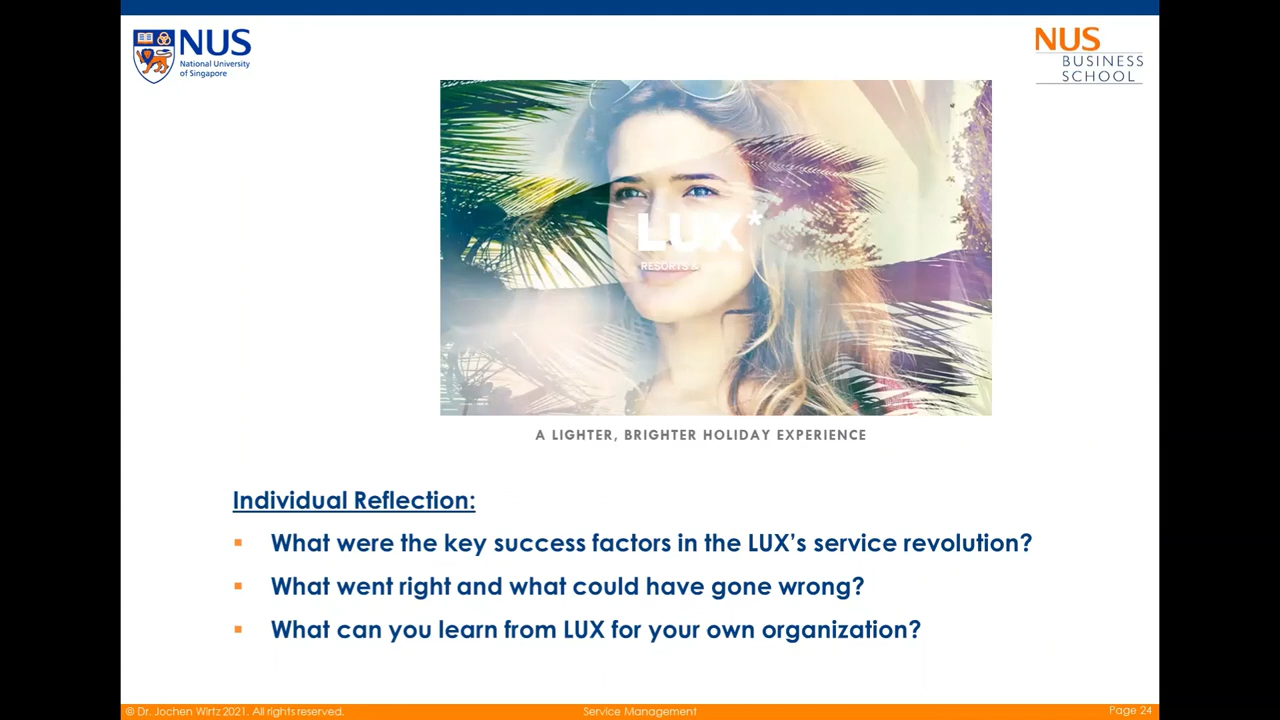 NUS
National University
of Singapore
NUS
BUSINESS
SCHOOL
LUX*
RESORTS &
A LIGHTER, BRIGHTER HOLIDAY EXPERIENCE
Individual Reflection:
▪ What were the key success factors in the LUX’s service revolution?
▪ What went right and what could have gone wrong?
▪ What can you learn from LUX for your own organization?
© Dr. Jochen Wirtz 2021. All rights reserved.
Service Management
Page 24